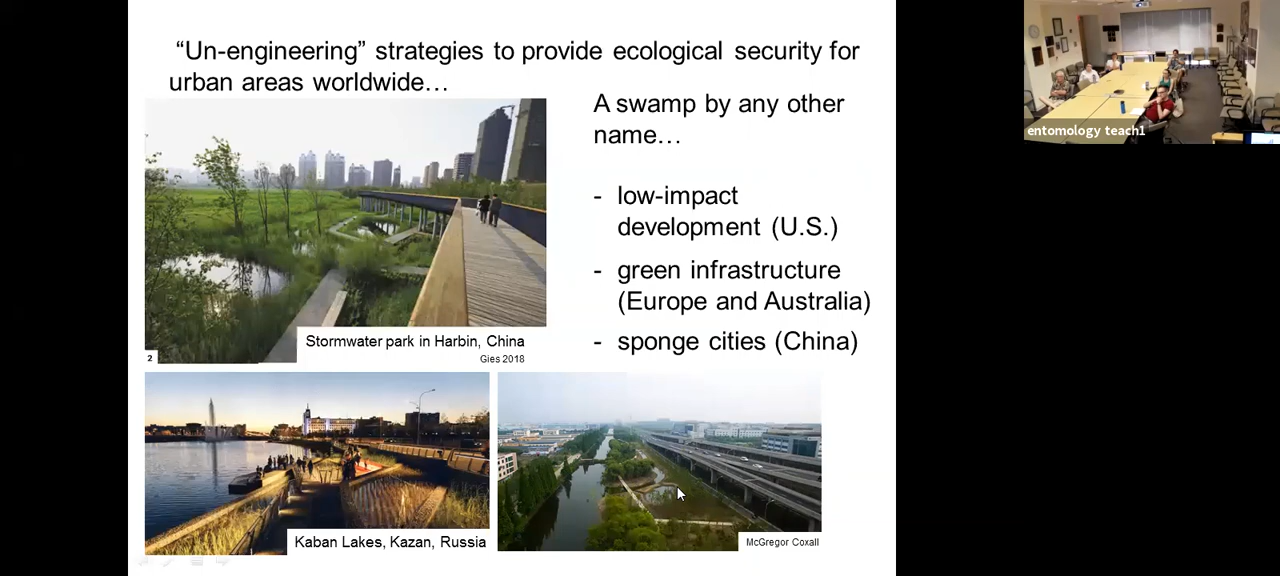 “Un-engineering” strategies to provide ecological security for
urban areas worldwide…
A swamp by any other
name…
- low-impact
development (U.S.)
- green infrastructure
(Europe and Australia)
- sponge cities (China)
Stormwater park in Harbin, China
Gies 2018
2
Kaban Lakes, Kazan, Russia
McGregor Coxall
entomology teach1